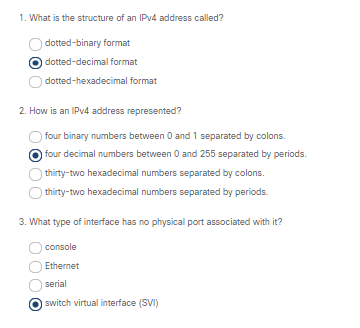 1. What is the structure of an IPv4 address called?
dotted-binary format
dotted-decimal format
dotted-hexadecimal format
2. How is an IPv4 address represented?
four binary numbers between 0 and 1 separated by colons.
four decimal numbers between 0 and 255 separated by periods.
thirty-two hexadecimal numbers separated by colons.
thirty-two hexadecimal numbers separated by periods.
3. What type of interface has no physical port associated with it?
console
Ethernet
serial
switch virtual interface (SVI)